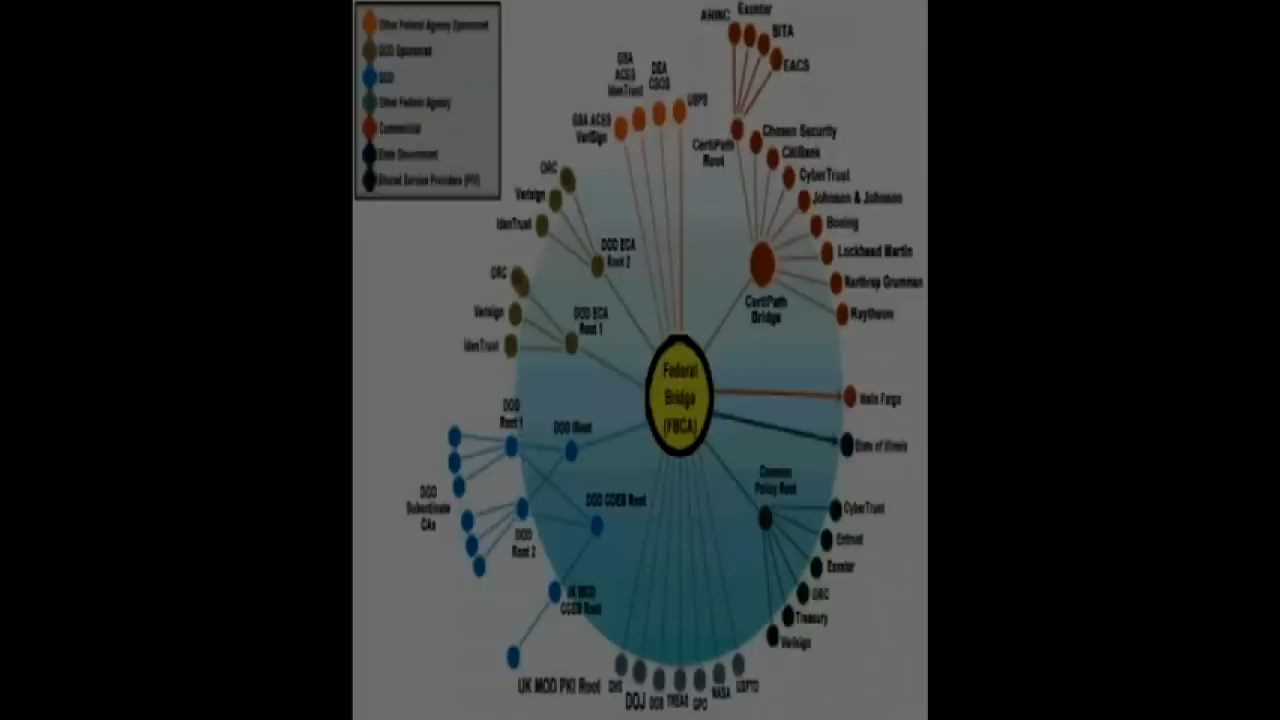 Other Federal Agency Sponsored
DOD Sponsored
DOD
Other Federal Agency
Commercial
State Government
Shared Service Providers (PIV)
ARINC
Exostar
SITA
EACS
GSA
ACES
IdenTrust
DEA
CSOS
USPS
GSA ACES
VeriSign
CertiPath
Root
Chosen Security
CitiBank
CyberTrust
Johnson & Johnson
Boeing
Lockheed Martin
Northrop Grumman
Raytheon
CertiPath
Bridge
ORC
Verisign
IdenTrust
DOD ECA
Root 2
ORC
Verisign
IdenTrust
DOD ECA
Root 1
Federal
Bridge
(FBCA)
Wells Fargo
State of Illinois
DOD
Root 1
DOD
Subordinate
CAs
DOD
Root 2
DOD CCEB Root
UK MOD
CCEB Root
UK MOD PKI Root
Common
Policy Root
CyberTrust
Entrust
Exostar
ORC
Treasury
Verisign
DHS
DOJ
DOS
TREAS
GPO
NASA
USPTO